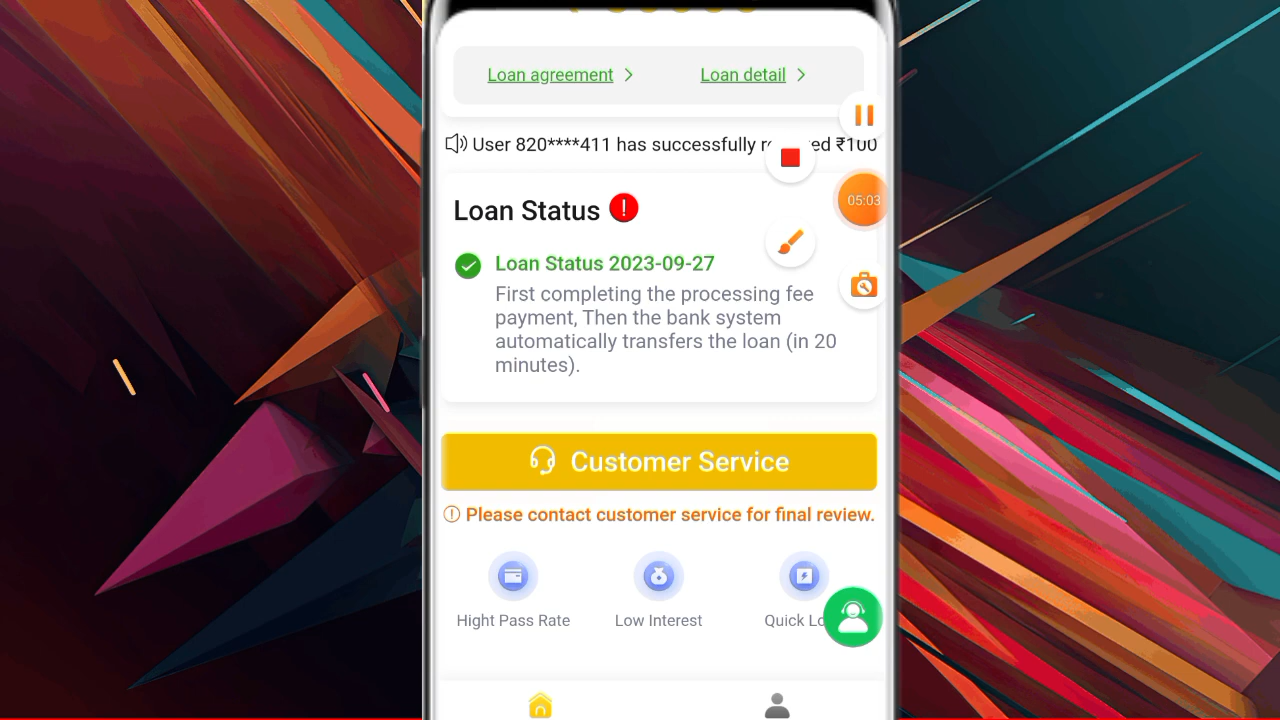 Loan agreement
Loan detail
User 820****411 has successfully ed ₹100
05:03
Loan Status
Loan Status 2023-09-27
First completing the processing fee
payment, Then the bank system
automatically transfers the loan (in 20
minutes).
Customer Service
Please contact customer service for final review.
Hight Pass Rate
Low Interest
Quick